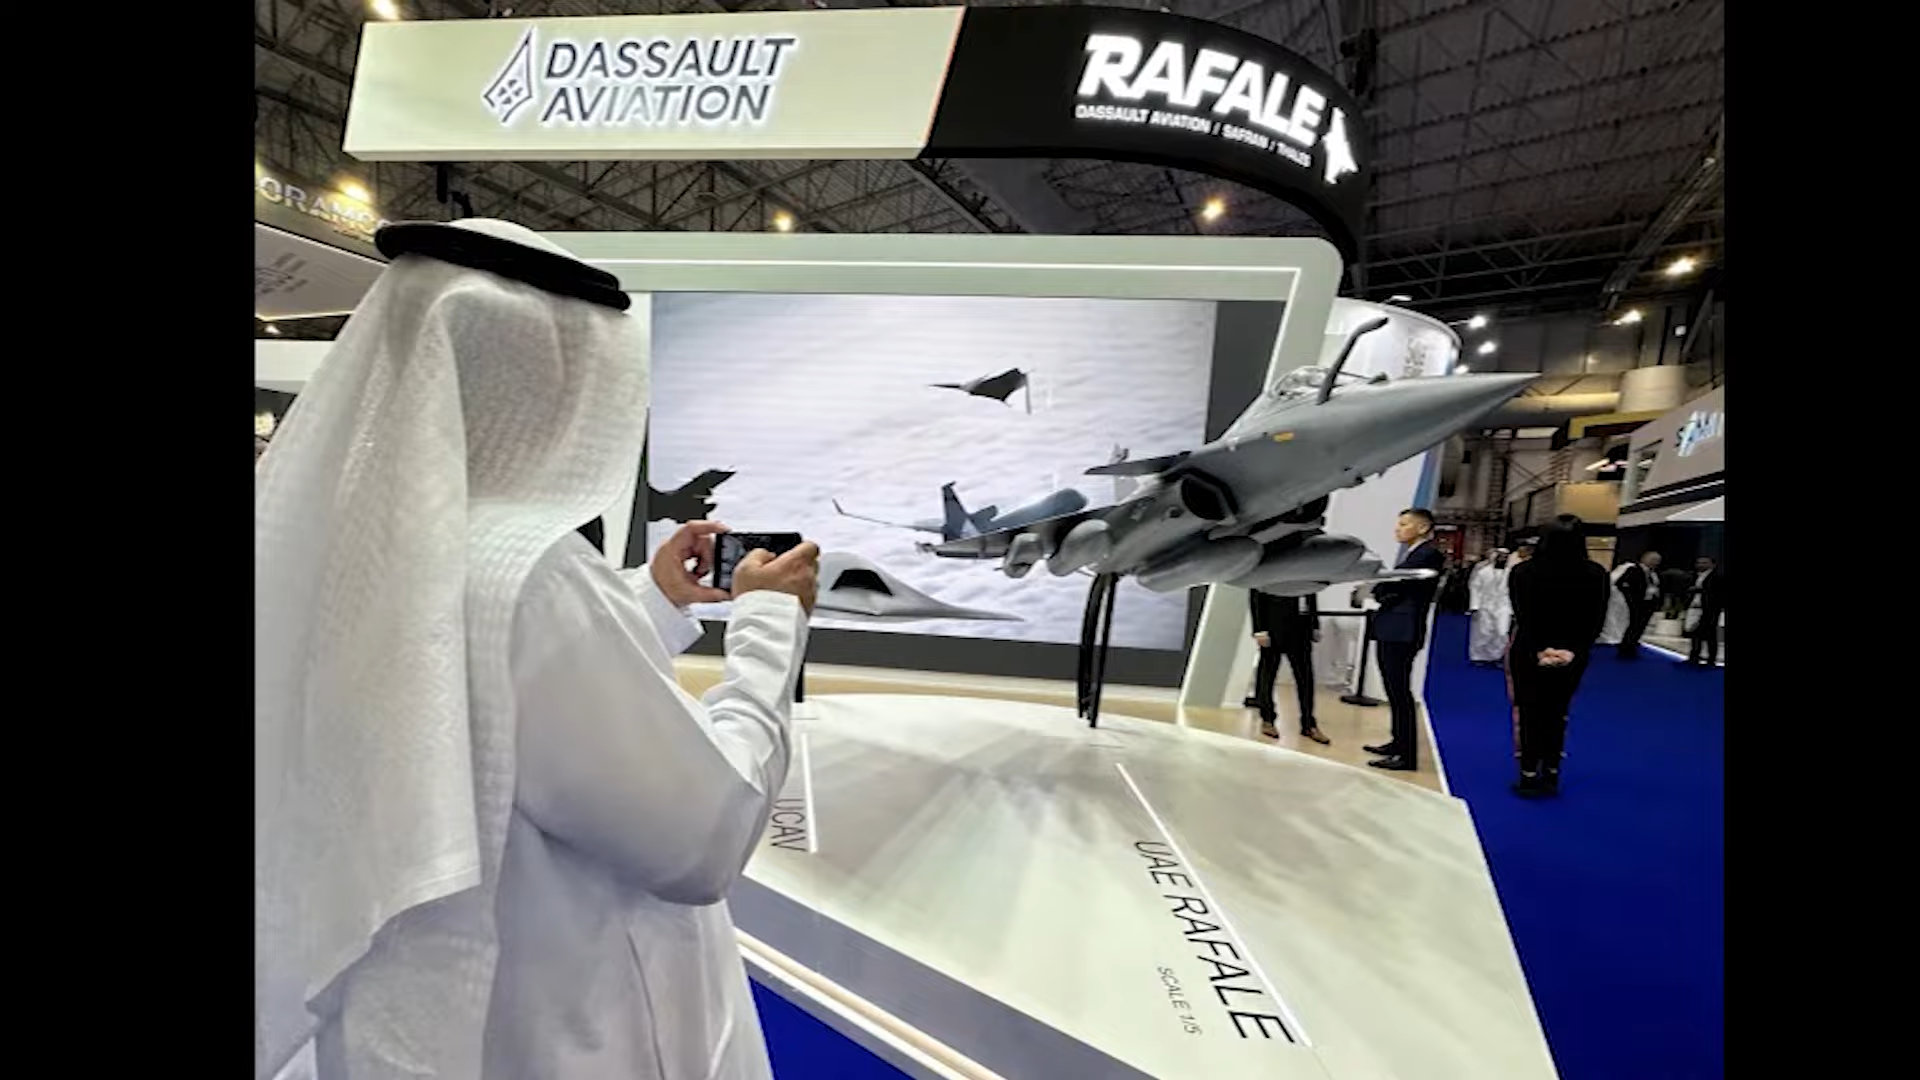 DASSAULT
AVIATION
RAFALE
DASSAULT AVIATION / SAFRAN / THALES
UCAV
UAE RAFALE
SCALE 1/5